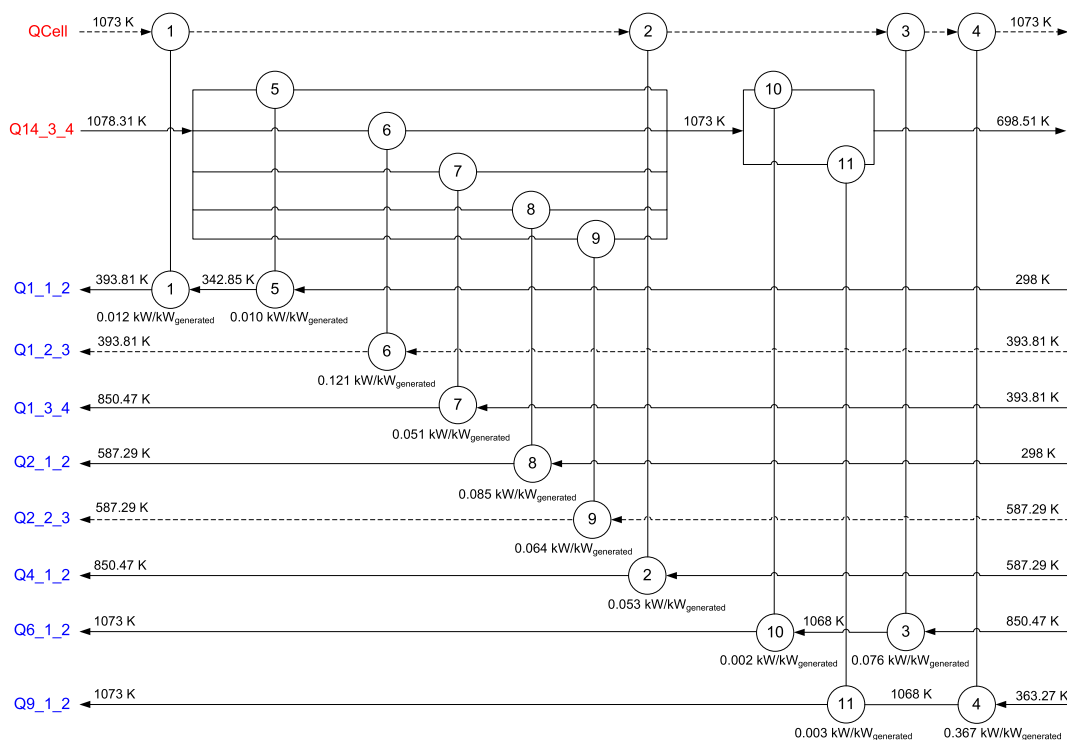 QCell 1073 K 1 2 3 4 1073 K
5 10
Q14_3_4 1078.31 K 6 1073 K 698.51 K
7 11
8
9
Q1_1_2 393.81 K 1 342.85 K 5 298 K
0.012 kW/kWgenerated 0.010 kW/kWgenerated
Q1_2_3 393.81 K 6 393.81 K
0.121 kW/kWgenerated
Q1_3_4 850.47 K 7 393.81 K
0.051 kW/kWgenerated
Q2_1_2 587.29 K 8 298 K
0.085 kW/kWgenerated
Q2_2_3 587.29 K 9 587.29 K
0.064 kW/kWgenerated
Q4_1_2 850.47 K 2 587.29 K
0.053 kW/kWgenerated
Q6_1_2 1073 K 10 1068 K 3 850.47 K
0.002 kW/kWgenerated 0.076 kW/kWgenerated
Q9_1_2 1073 K 11 1068 K 4 363.27 K
0.003 kW/kWgenerated 0.367 kW/kWgenerated